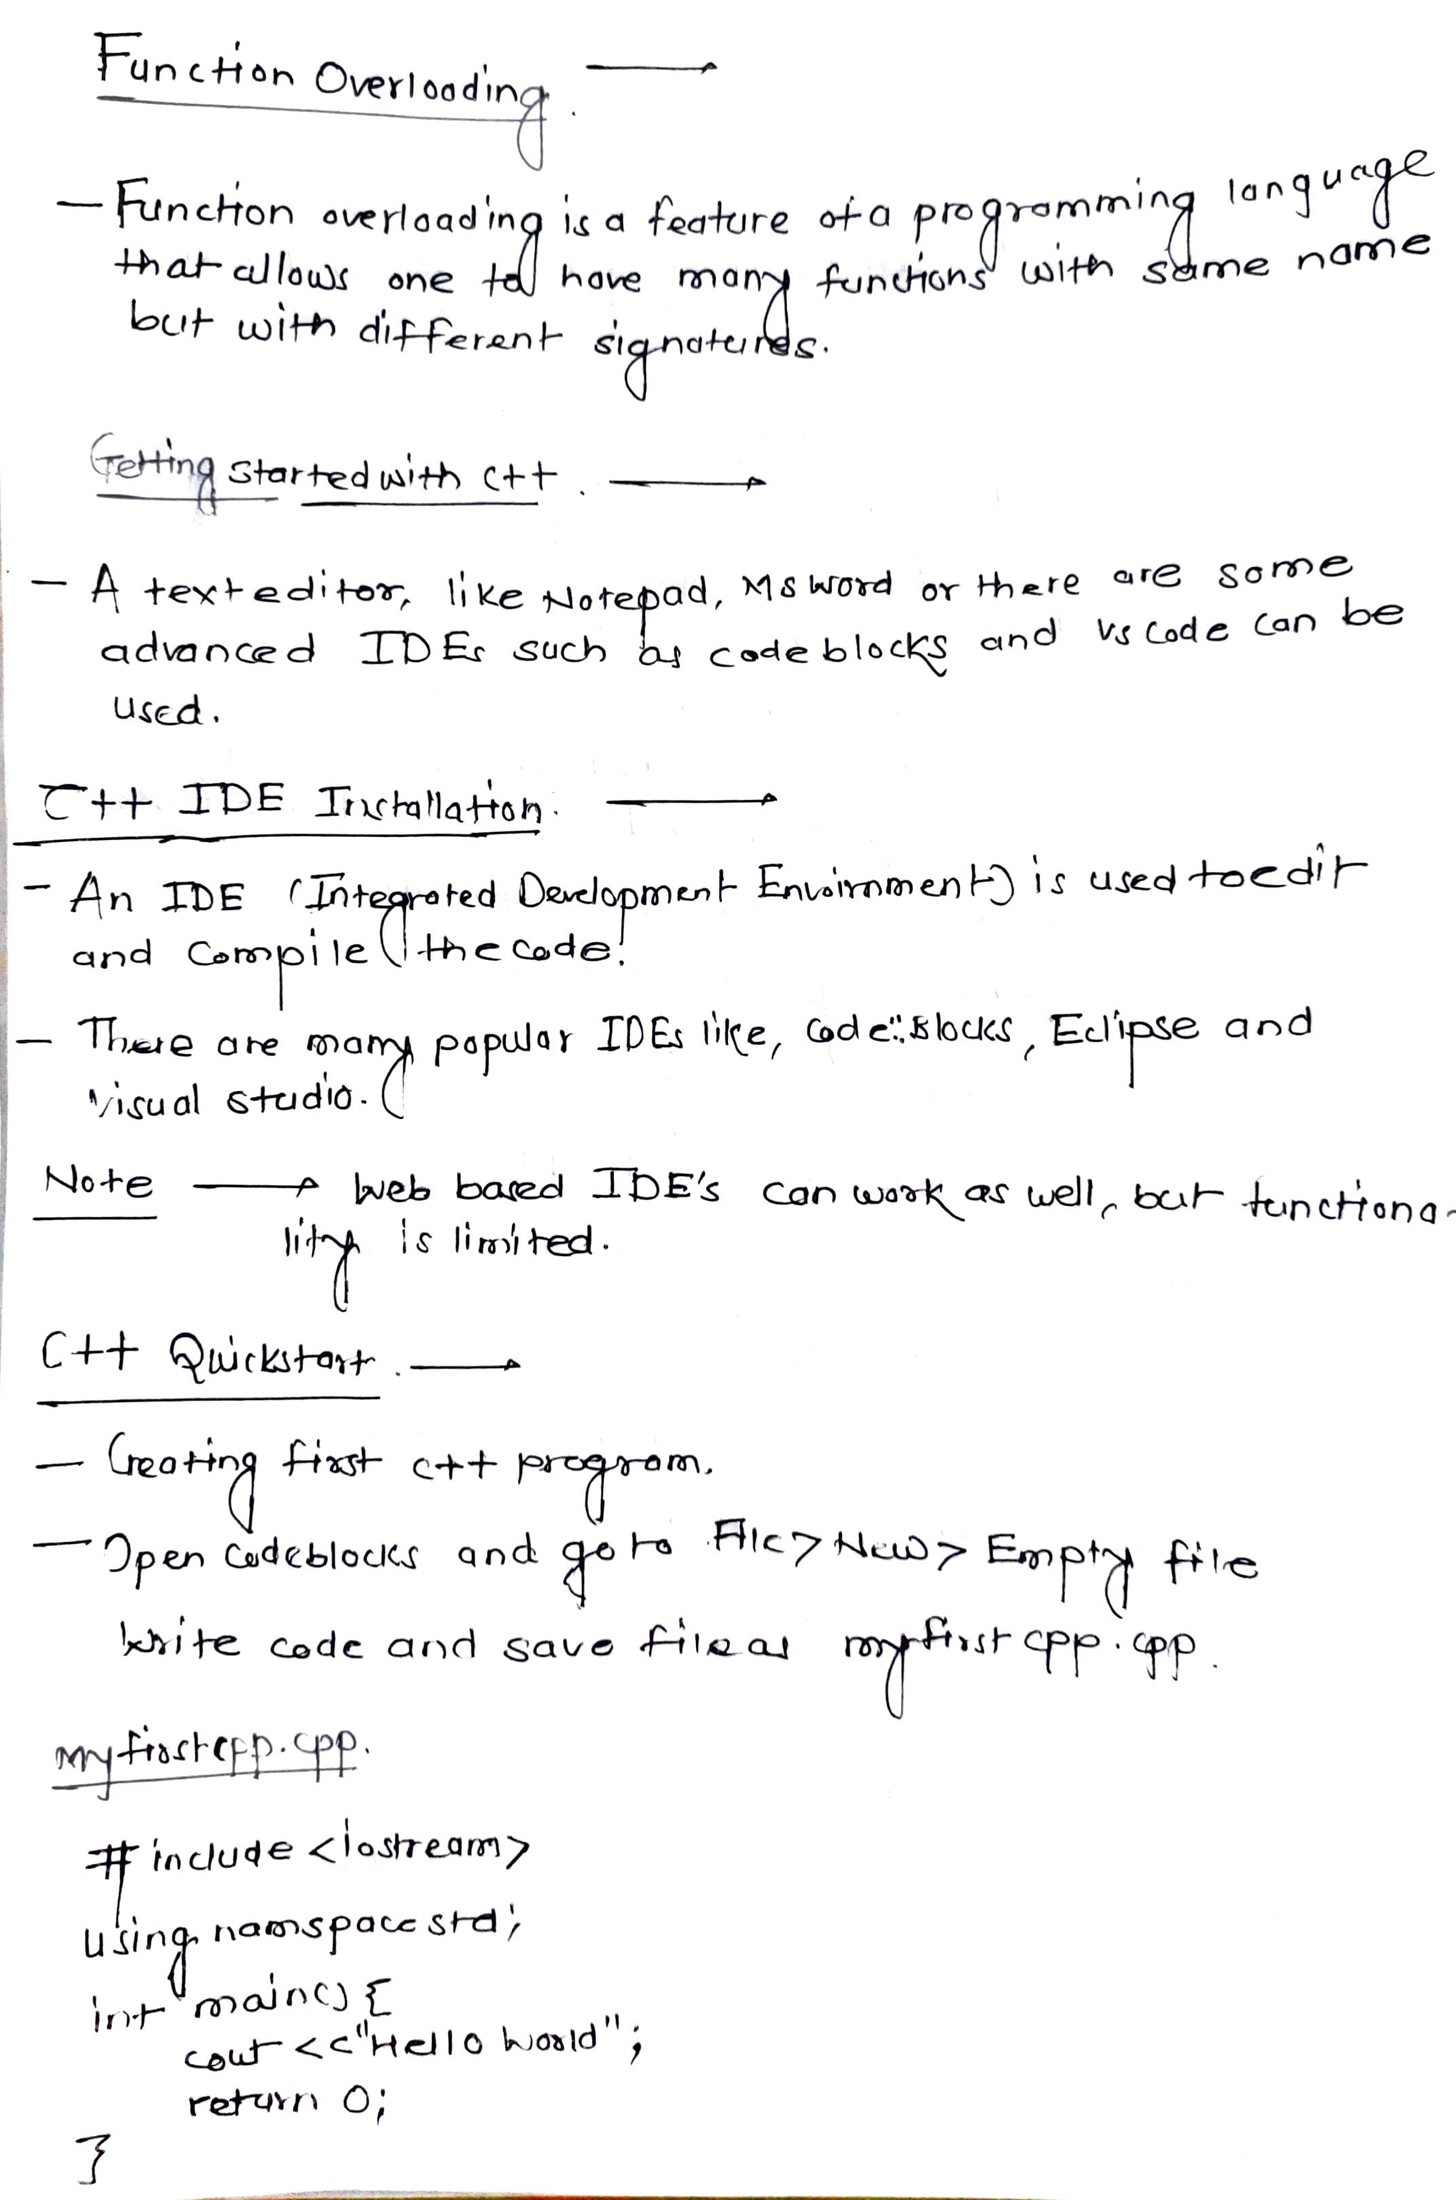 Function Overloading. →
- Function overloading is a feature of a programming language
that allows one to have many functions with same name
but with different signatures.
Getting started with C++. →
- A text editor, like Notepad, MS Word or there are some
advanced IDEs such as code blocks and vs code can be
used.
C++ IDE Installation. →
- An IDE (Integrated Development Envoirnment) is used to edit
and compile the code.
- There are many popular IDEs like, Code::Blocks, Eclipse and
visual studio.
Note → Web based IDE's can work as well, but functiona-
lity is limited.
C++ Quickstart. →
- Creating first c++ program.
- Open codeblocks and go to File > New > Empty file
write code and save file as myfirstcpp.cpp.
myfirstcpp.cpp.
#include <iostream>
using namspace std;
int main() {
cout << "Hello World";
return 0;
}